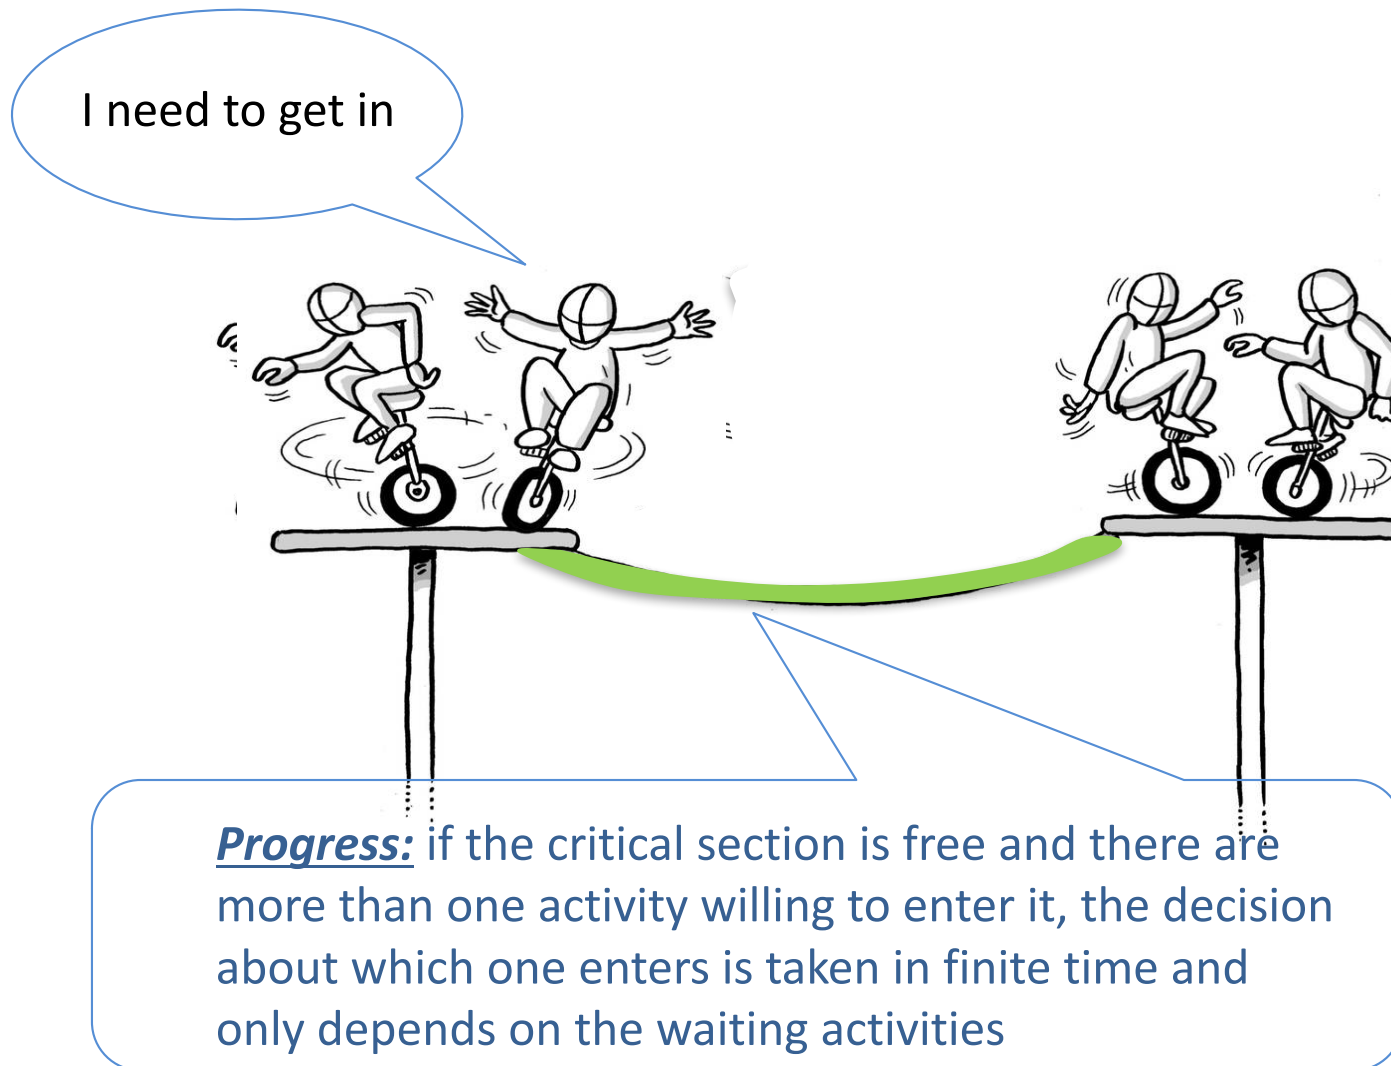 I need to get in
Progress: if the critical section is free and there are
more than one activity willing to enter it, the decision
about which one enters is taken in finite time and
only depends on the waiting activities